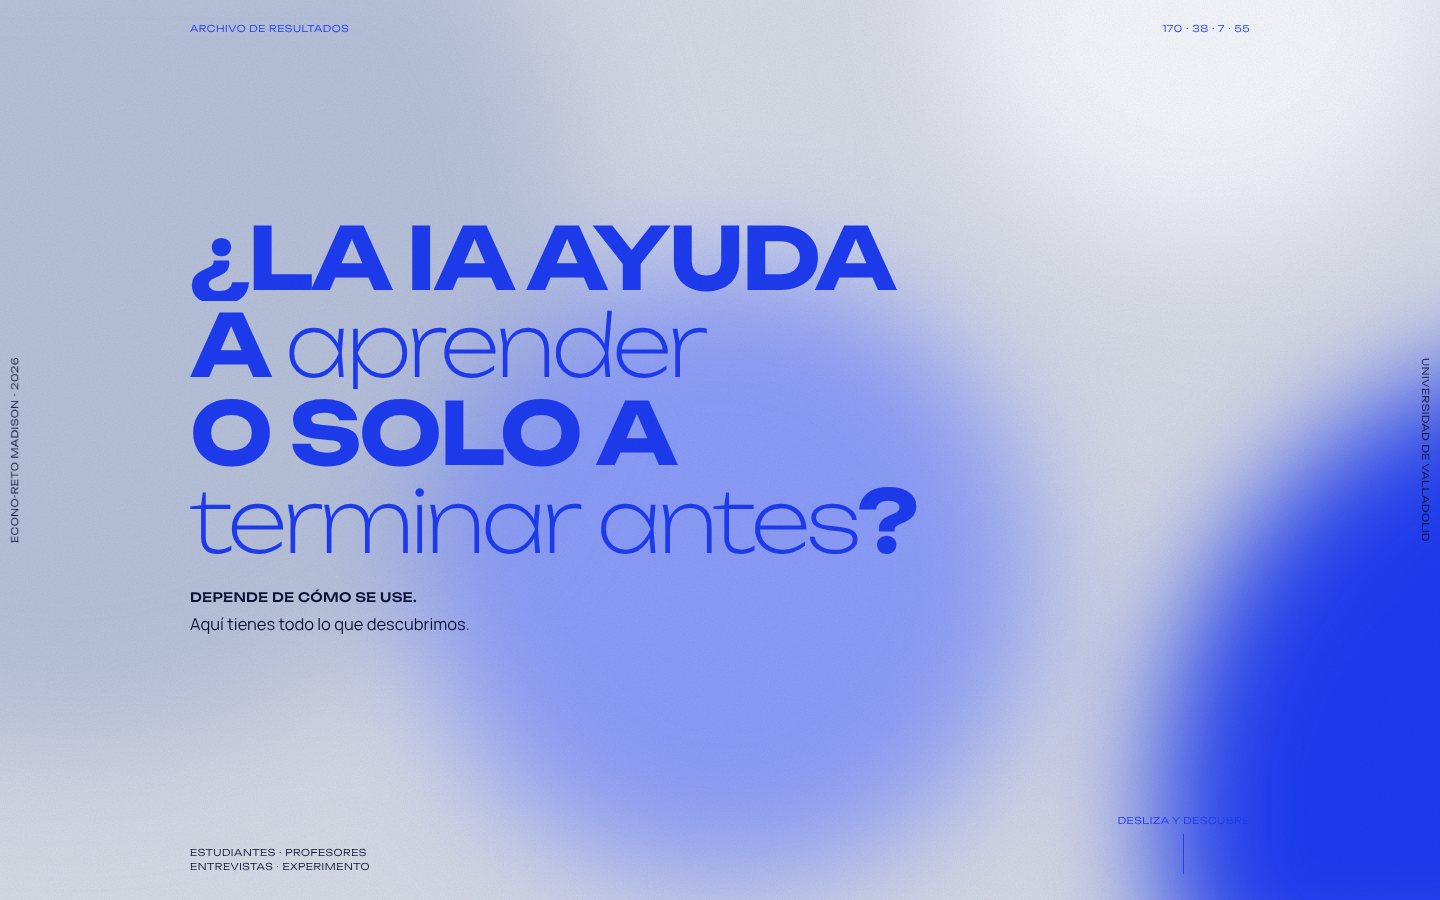 ARCHIVO DE RESULTADOS
170 · 38 · 7 · 55
¿LA IA AYUDA
A aprender
O SOLO A
terminar antes?
DEPENDE DE CÓMO SE USE.
Aquí tienes todo lo que descubrimos.
ECONO-RETO MADISON · 2026
UNIVERSIDAD DE VALLADOLID
DESLIZA Y DESCUBRE
ESTUDIANTES · PROFESORES
ENTREVISTAS · EXPERIMENTO